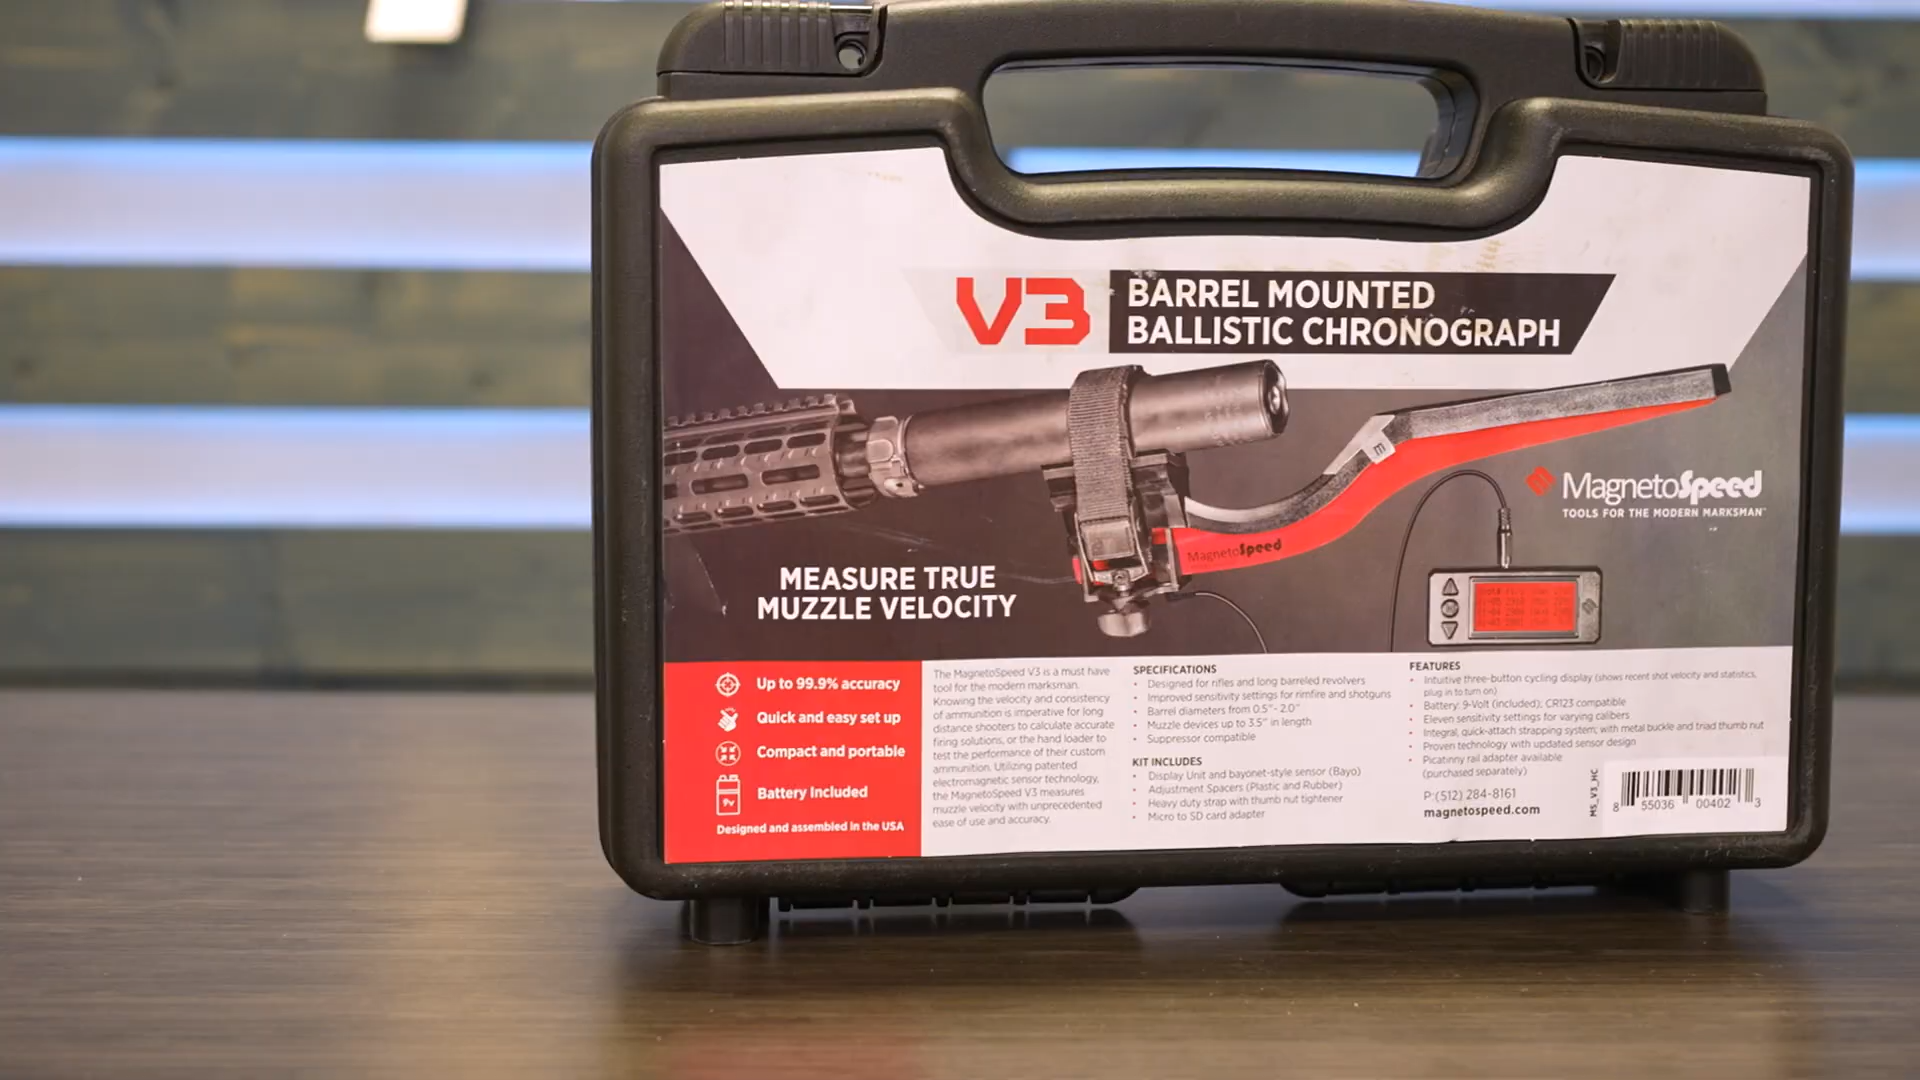 V3
BARREL MOUNTED
BALLISTIC CHRONOGRAPH
MagnetoSpeed
TOOLS FOR THE MODERN MARKSMAN
MagnetoSpeed
MEASURE TRUE
MUZZLE VELOCITY
Up to 99.9% accuracy
Quick and easy set up
Compact and portable
9v
Battery Included
Designed and assembled in the USA
The MagnetoSpeed V3 is a must have
tool for the modern marksman.
Knowing the velocity and consistency
of ammunition is imperative for long
distance shooters to calculate accurate
firing solutions, or the hand loader to
test the performance of their custom
ammunition. Utilizing patented
electromagnetic sensor technology,
the MagnetoSpeed V3 measures
muzzle velocity with unprecedented
ease of use and accuracy.
SPECIFICATIONS
• Designed for rifles and long barreled revolvers
• Improved sensitivity settings for rimfire and shotguns
• Barrel diameters from 0.5"- 2.0"
• Muzzle devices up to 3.5" in length
• Suppressor compatible
KIT INCLUDES
• Display Unit and bayonet-style sensor (Bayo)
• Adjustment Spacers (Plastic and Rubber)
• Heavy duty strap with thumb nut tightener
• Micro to SD card adapter
FEATURES
• Intuitive three-button cycling display (shows recent shot velocity and statistics,
plug in to turn on)
• Battery: 9-Volt (included); CR123 compatible
• Eleven sensitivity settings for varying calibers
• Integral, quick-attach strapping system; with metal buckle and triad thumb nut
• Proven technology with updated sensor design
• Picatinny rail adapter available
(purchased separately)
P:(512) 284-8161
magnetospeed.com
MS_V3_HC
8 55036 00402 3